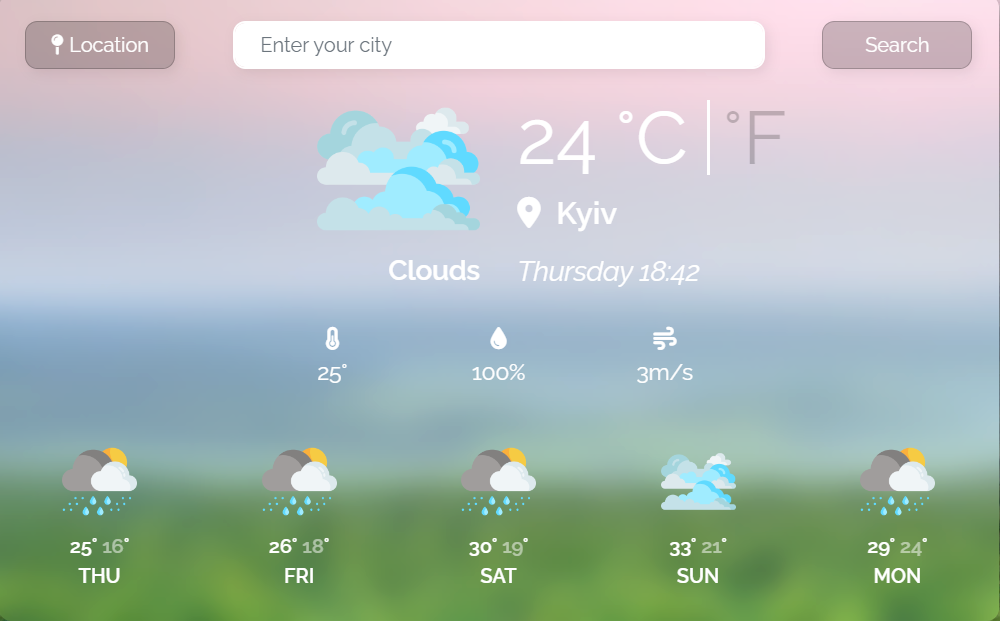 Location
Enter your city
Search
24 °C | °F
Kyiv
Clouds
Thursday 18:42
25° 100% 3m/s
25° 16° 26° 18° 30° 19° 33° 21° 29° 24°
THU FRI SAT SUN MON